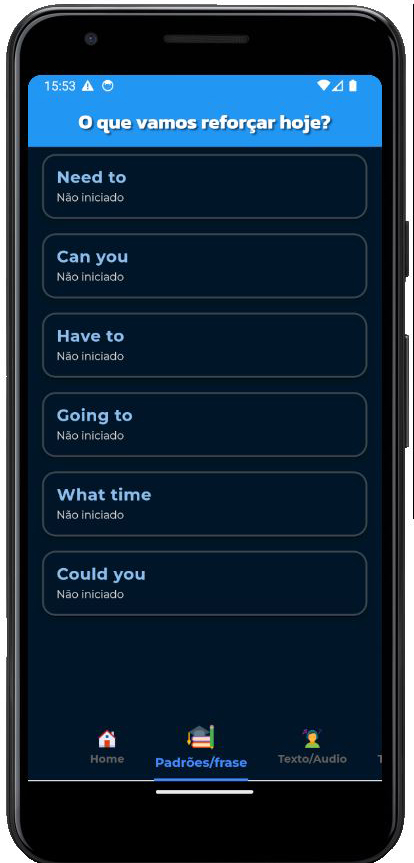 15:53
O que vamos reforçar hoje?
Need to
Não iniciado
Can you
Não iniciado
Have to
Não iniciado
Going to
Não iniciado
What time
Não iniciado
Could you
Não iniciado
Home
Padrões/frase
Texto/Audio